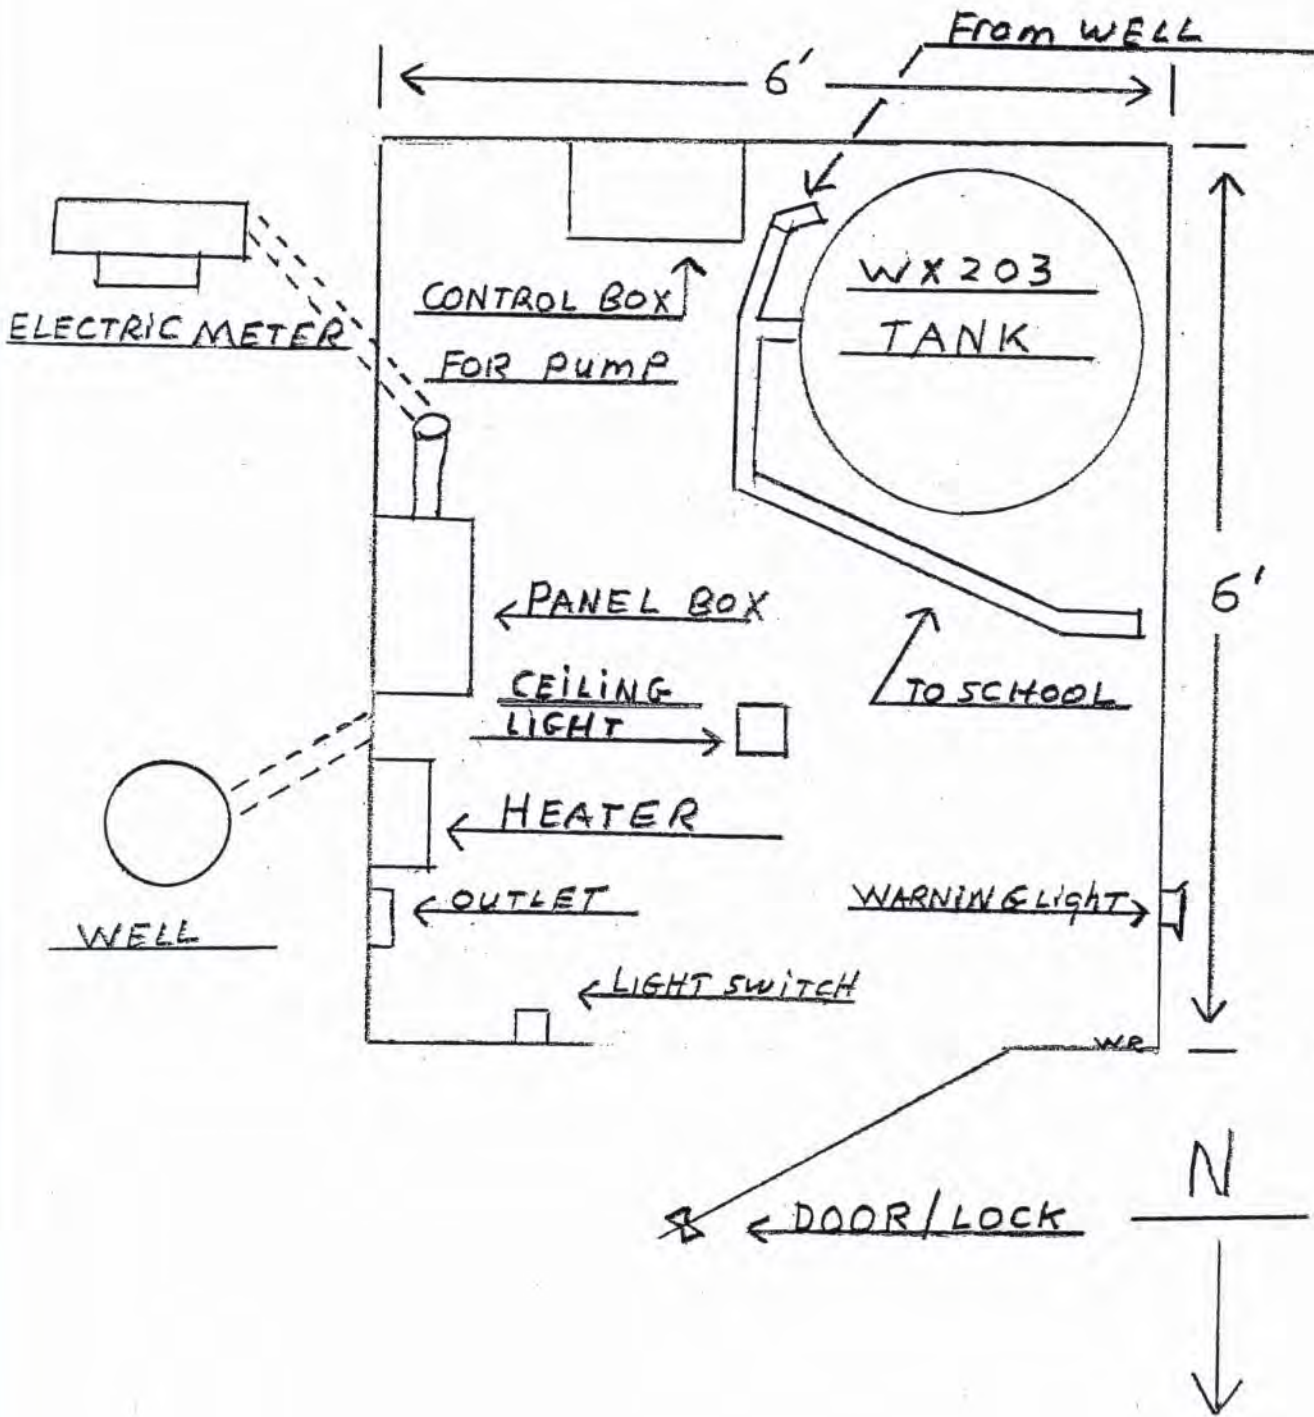 From WELL
6'
WX203
TANK
CONTROL BOX
FOR PUMP
ELECTRIC METER
6'
PANEL BOX
CEILING
LIGHT
TO SCHOOL
HEATER
OUTLET
WARNING Light
WELL
LIGHT SWITCH
WR
N
DOOR/LOCK